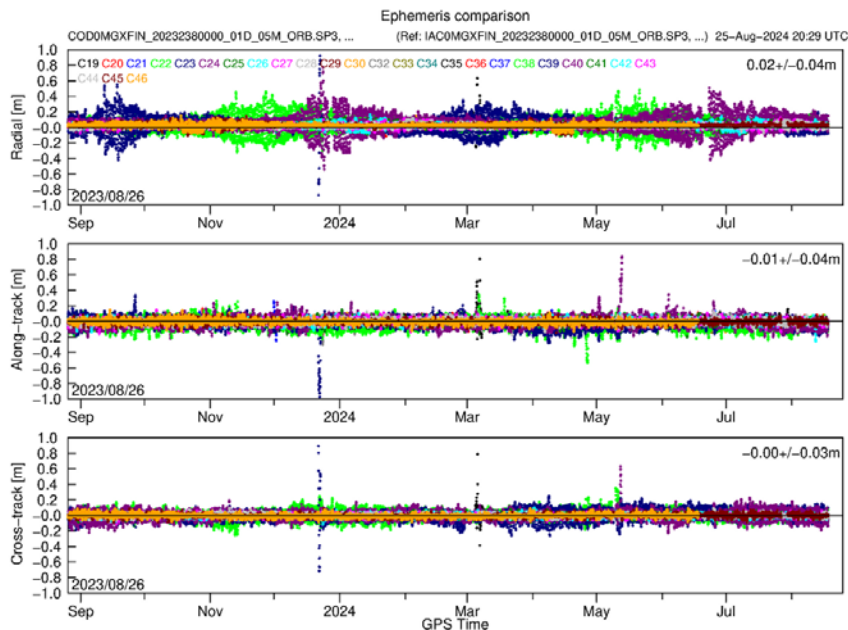 Ephemeris comparison
COD0MGXFIN_20232380000_01D_05M_ORB.SP3, ... (Ref: IAC0MGXFIN_20232380000_01D_05M_ORB.SP3, ...) 25-Aug-2024 20:29 UTC
1.0
C19 C20 C21 C22 C23 C24 C25 C26 C27 C28 C29 C30 C32 C33 C34 C35 C36 C37 C38 C39 C40 C41 C42 C43
0.02+/-0.04m
0.8
C44 C45 C46
0.6
0.4
0.2
-0.0
-0.2
-0.4
-0.6
-0.8
-1.0
Radial [m]
2023/08/26
Sep Nov 2024 Mar May Jul
1.0
0.8
0.6
0.4
0.2
-0.0
-0.2
-0.4
-0.6
-0.8
-1.0
Along-track [m]
-0.01+/-0.04m
2023/08/26
Sep Nov 2024 Mar May Jul
1.0
0.8
0.6
0.4
0.2
-0.0
-0.2
-0.4
-0.6
-0.8
-1.0
Cross-track [m]
-0.00+/-0.03m
2023/08/26
Sep Nov 2024 Mar May Jul
GPS Time